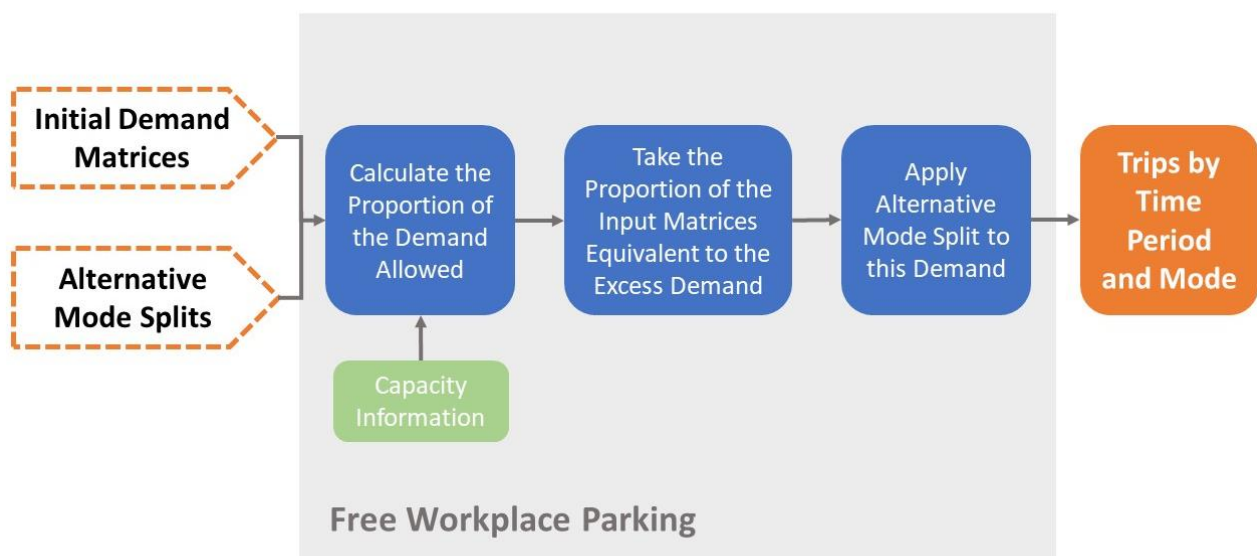 Initial Demand
Matrices
Alternative
Mode Splits
Calculate the
Proportion of
the Demand
Allowed
Capacity
Information
Take the
Proportion of the
Input Matrices
Equivalent to the
Excess Demand
Apply
Alternative
Mode Split to
this Demand
Trips by
Time
Period
and Mode
Free Workplace Parking